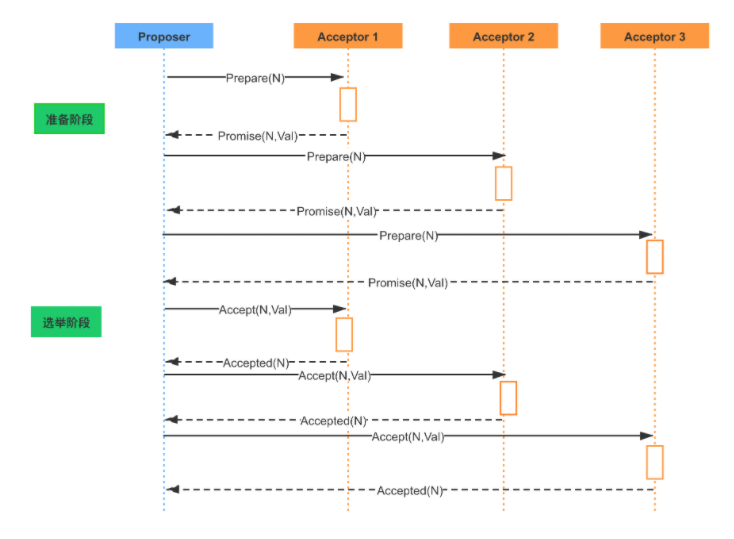 Proposer
Acceptor 1
Acceptor 2
Acceptor 3
Prepare(N)
准备阶段
Promise(N,Val)
Prepare(N)
Promise(N,Val)
Prepare(N)
Promise(N,Val)
Accept(N,Val)
选举阶段
Accepted(N)
Accept(N,Val)
Accepted(N)
Accept(N,Val)
Accepted(N)